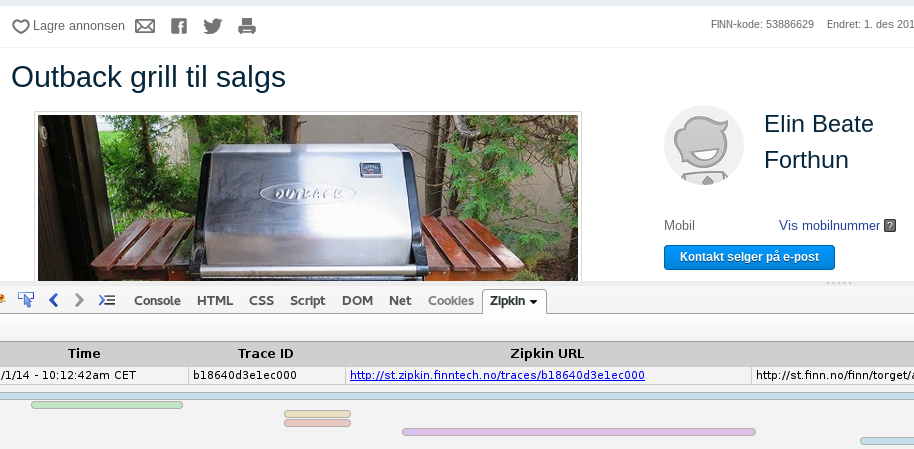 Lagre annonsen
FINN-kode: 53886629 Endret: 1. des 201
Outback grill til salgs
OUTBACK
Elin Beate
Forthun
Mobil Vis mobilnummer ?
Kontakt selger på e-post
Console HTML CSS Script DOM Net Cookies Zipkin
Time Trace ID Zipkin URL
/1/14 - 10:12:42am CET b18640d3e1ec000 http://st.zipkin.finntech.no/traces/b18640d3e1ec000 http://st.finn.no/finn/torget/a